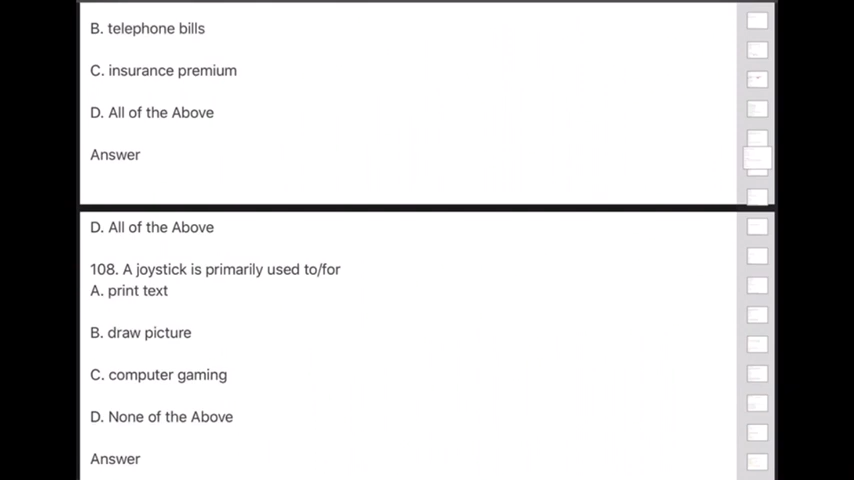 B. telephone bills
C. insurance premium
D. All of the Above
Answer
D. All of the Above
108. A joystick is primarily used to/for
A. print text
B. draw picture
C. computer gaming
D. None of the Above
Answer